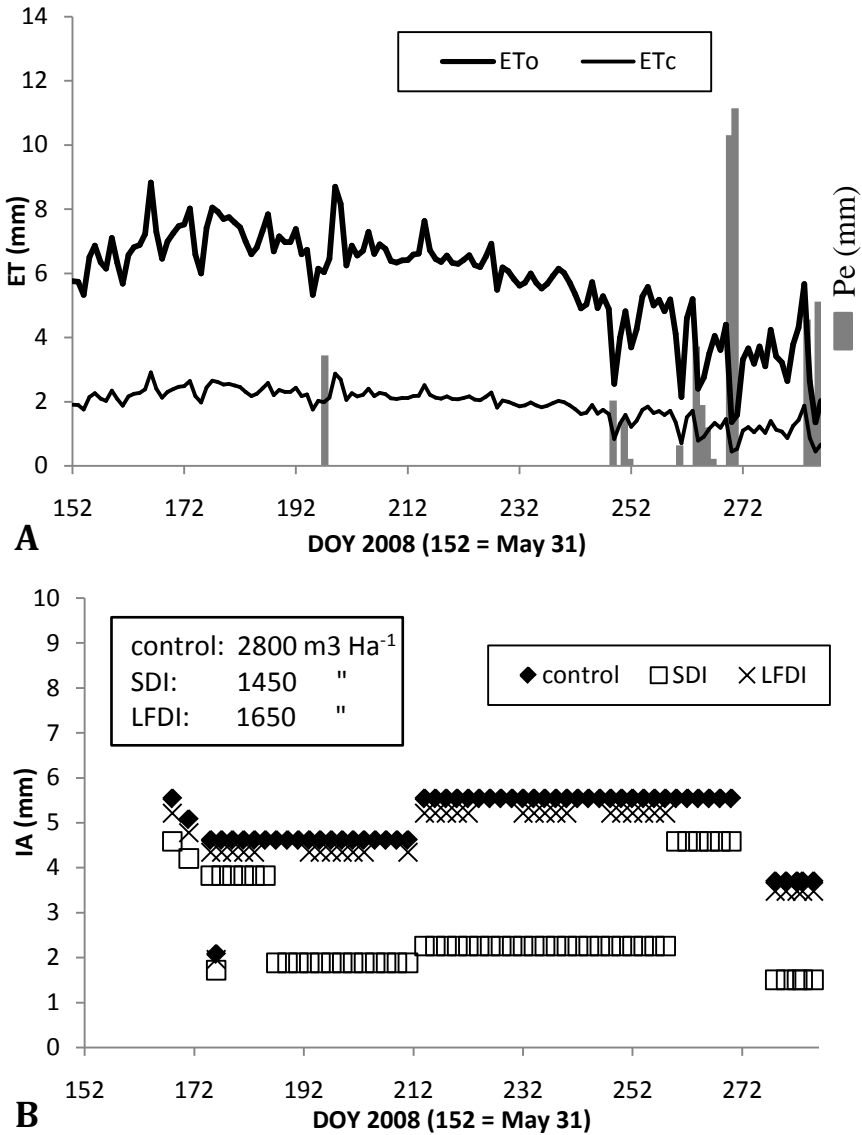 14
12
10
8
6
4
2
0
ET (mm)
ETo ETc
Pe (mm)
152 172 192 212 232 252 272
DOY 2008 (152 = May 31)
A
10
9
8
7
6
5
4
3
2
1
0
IA (mm)
control: 2800 m3 Ha-1
SDI: 1450 "
LFDI: 1650 "
control SDI LFDI
152 172 192 212 232 252 272
DOY 2008 (152 = May 31)
B